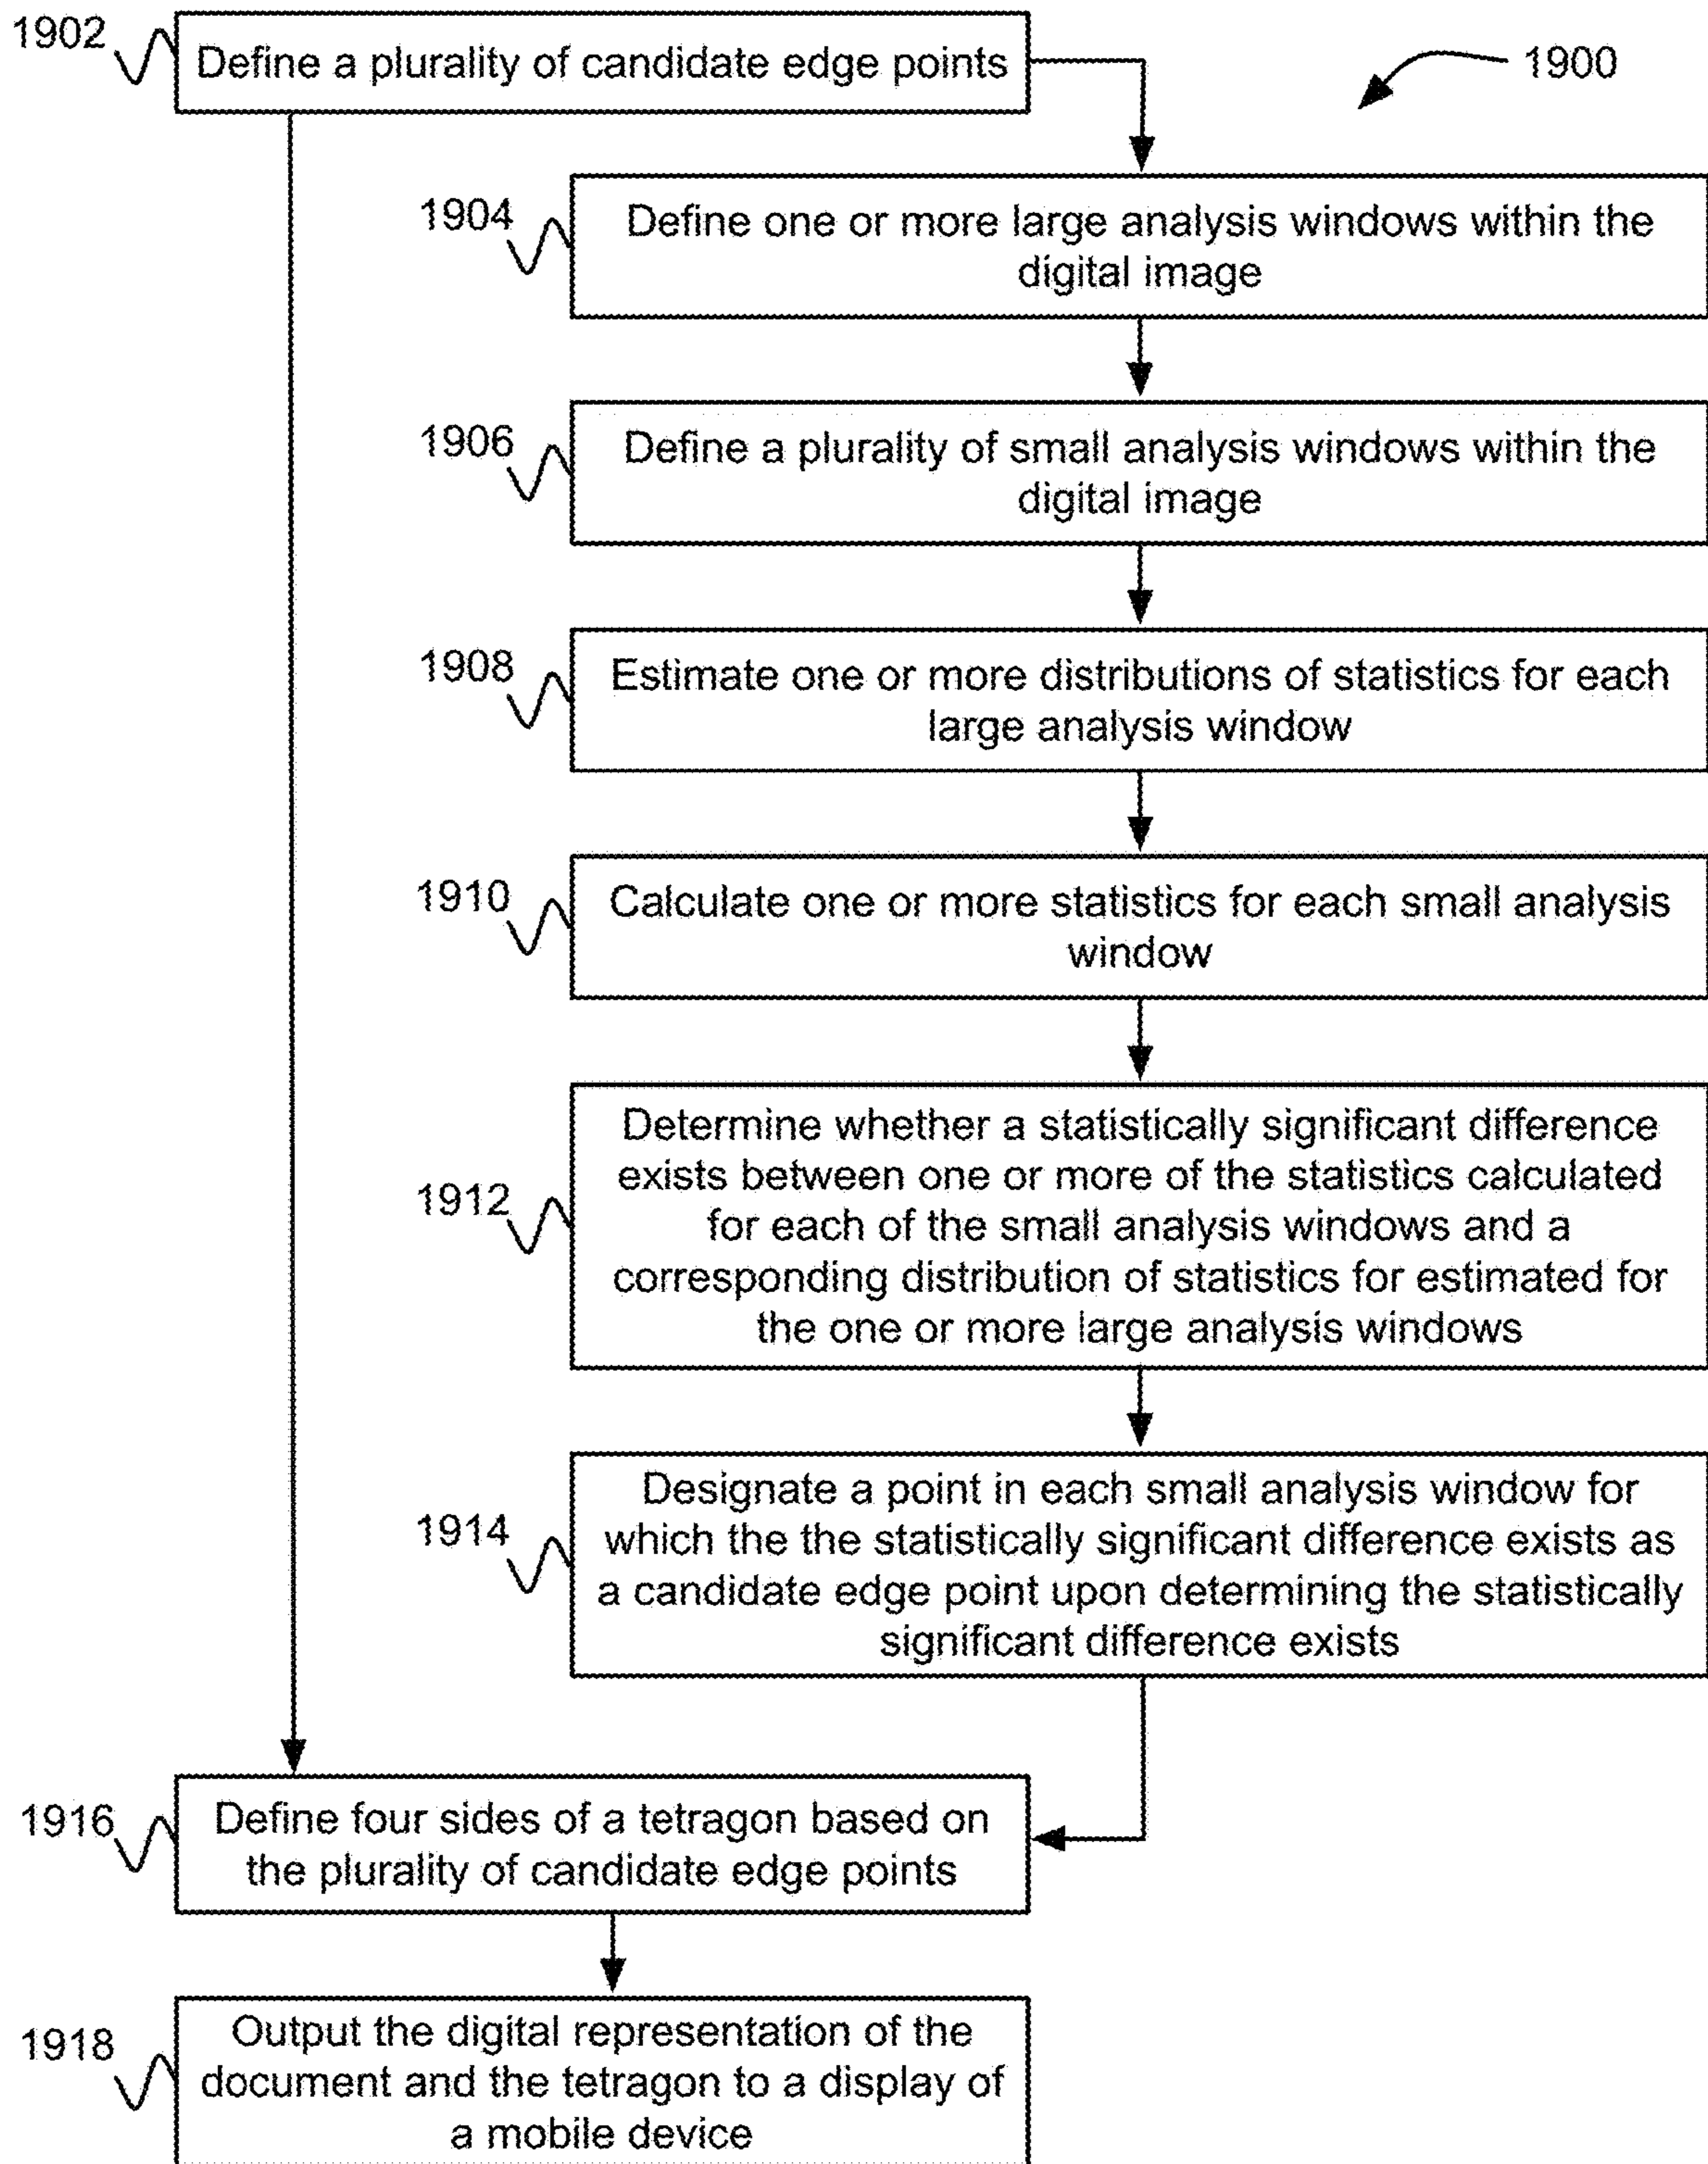 1902
Define a plurality of candidate edge points
1900
1904
Define one or more large analysis windows within the
digital image
1906
Define a plurality of small analysis windows within the
digital image
1908
Estimate one or more distributions of statistics for each
large analysis window
1910
Calculate one or more statistics for each small analysis
window
1912
Determine whether a statistically significant difference
exists between one or more of the statistics calculated
for each of the small analysis windows and a
corresponding distribution of statistics for estimated for
the one or more large analysis windows
1914
Designate a point in each small analysis window for
which the the statistically significant difference exists as
a candidate edge point upon determining the statistically
significant difference exists
1916
Define four sides of a tetragon based on
the plurality of candidate edge points
1918
Output the digital representation of the
document and the tetragon to a display of
a mobile device